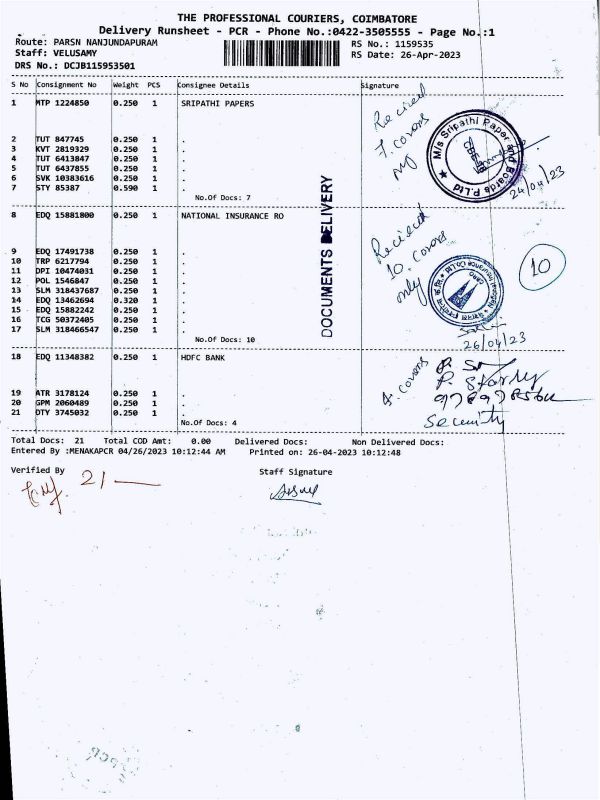 THE PROFESSIONAL COURIERS, COIMBATORE
Delivery Runsheet - PCR - Phone No.:0422-3505555 - Page No.:1
Route: PARSN NANJUNDAPURAM
RS No.: 1159535
Staff: VELUSAMY
RS Date: 26-Apr-2023
DRS No.: DCJB115953501
S No Consignment No Weight PCS Consignee Details Signature
1 MTP 1224850 0.250 1 SRIPATHI PAPERS
2 TUT 847745 0.250 1 .
3 KVT 2819329 0.250 1 .
4 TUT 6413847 0.250 1 .
5 TUT 6437855 0.250 1 .
6 SVK 10383616 0.250 1 .
7 STY 85387 0.590 1 .
No.Of Docs: 7
7. covers
M/s Sripathi Paper and Boards P.Ltd
24/04/23
8 EDQ 15881800 0.250 1 NATIONAL INSURANCE RO
9 EDQ 17491738 0.250 1 .
10 TRP 6217794 0.250 1 .
11 DPI 10474031 0.250 1 .
12 POL 1546847 0.250 1 .
13 SLM 318437687 0.250 1 .
14 EDQ 13462694 0.320 1 .
15 EDQ 15882242 0.250 1 .
16 TCG 50372405 0.250 1 .
17 SLM 318466547 0.250 1 .
No.Of Docs: 10
DOCUMENTS DELIVERY
10. covers
only
10
26/04/23
18 EDQ 11348382 0.250 1 HDFC BANK
19 ATR 3178124 0.250 1 .
20 GPM 2060489 0.250 1 .
21 DTY 3745032 0.250 1 .
No.Of Docs: 4
4. covers
Security
Total Docs: 21 Total COD Amt: 0.00 Delivered Docs: Non Delivered Docs:
Entered By :MENAKAPCR 04/26/2023 10:12:44 AM Printed on: 26-04-2023 10:12:48
Verified By
Staff Signature
21